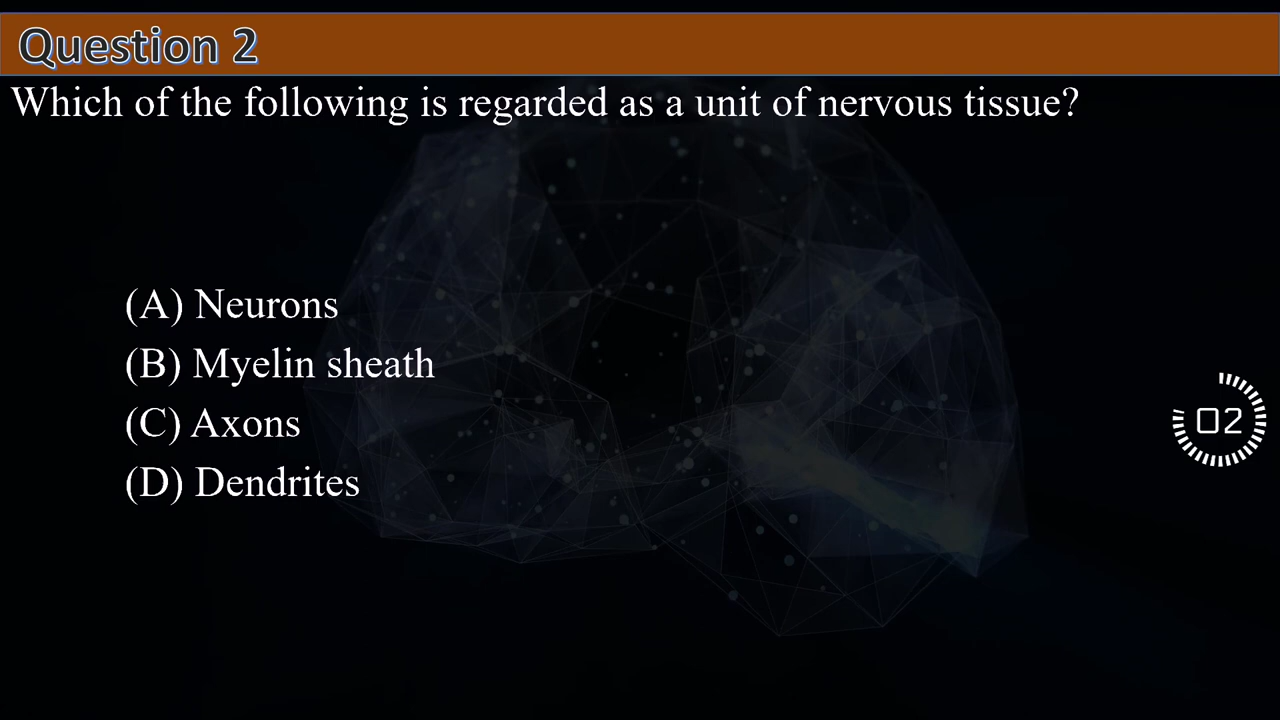 Question 2
Which of the following is regarded as a unit of nervous tissue?
(A) Neurons
(B) Myelin sheath
(C) Axons
(D) Dendrites
02